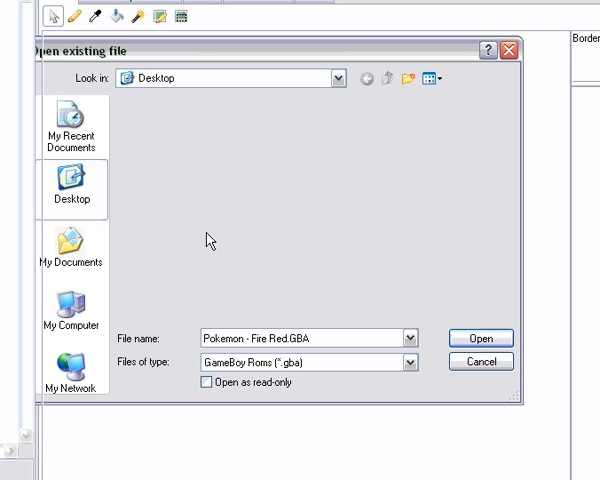 Open existing file
Border
Look in:
Desktop
My Recent
Documents
Desktop
My Documents
My Computer
My Network
File name:
Pokemon - Fire Red.GBA
Open
Files of type:
GameBoy Roms (*.gba)
Cancel
Open as read-only